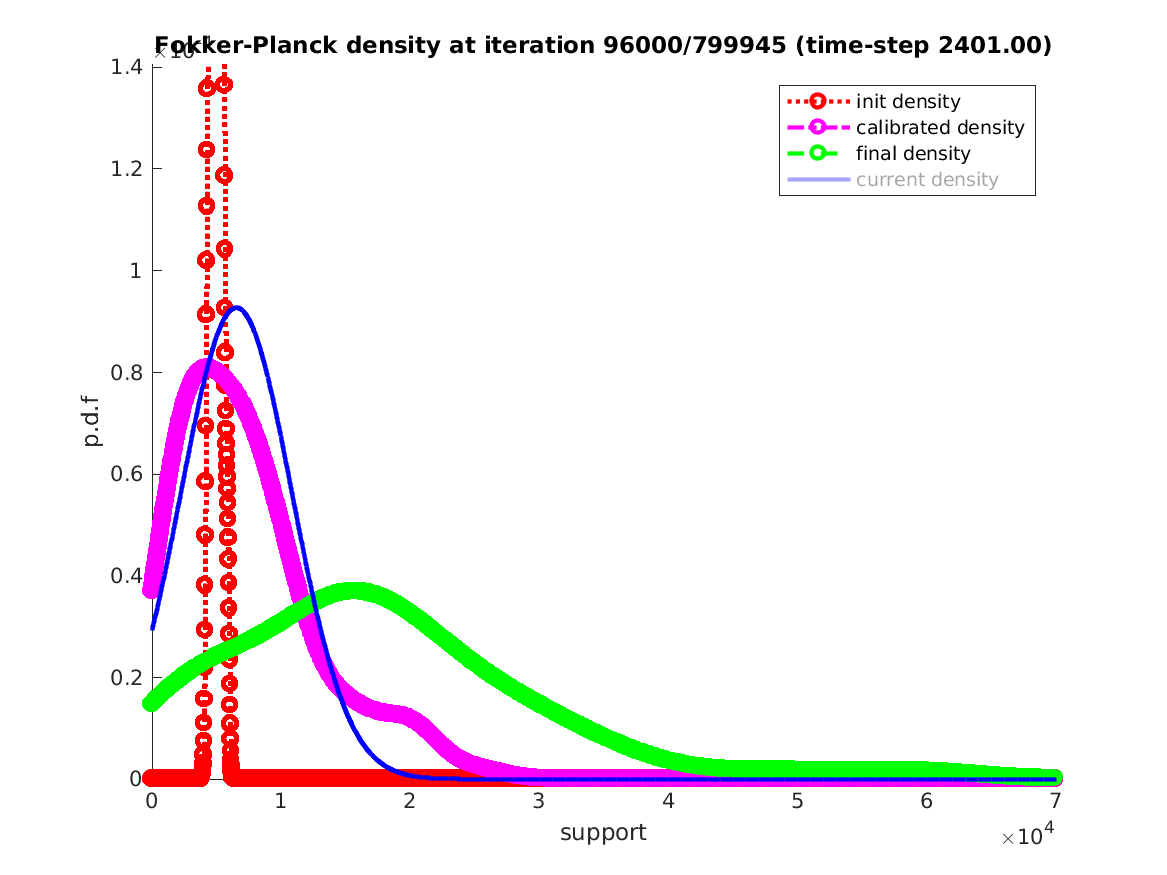 Fokker-Planck density at iteration 96000/799945 (time-step 2401.00)
1.4
1.2
1
0.8
0.6
0.4
0.2
0
p.d.f
init density
calibrated density
final density
current density
0 1 2 3 4 5 6 7
support
×10⁴